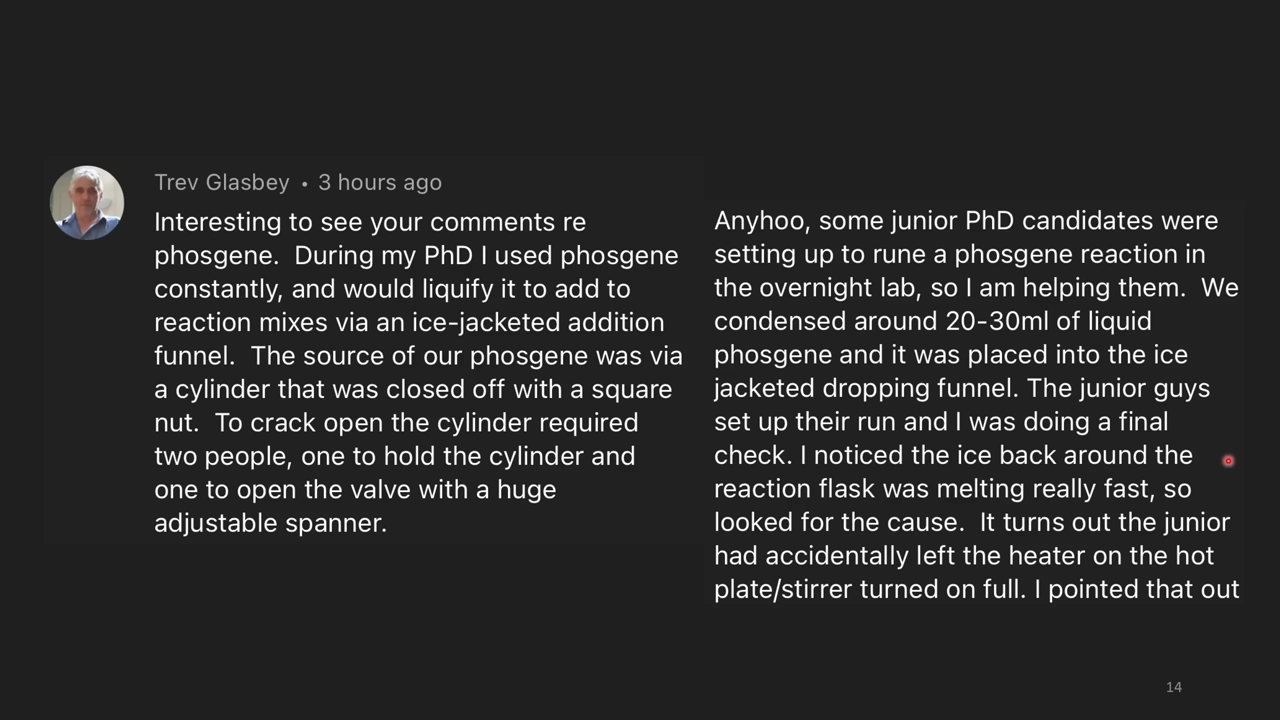 Trev Glasbey • 3 hours ago
Interesting to see your comments re
phosgene.  During my PhD I used phosgene
constantly, and would liquify it to add to
reaction mixes via an ice-jacketed addition
funnel.  The source of our phosgene was via
a cylinder that was closed off with a square
nut.  To crack open the cylinder required
two people, one to hold the cylinder and
one to open the valve with a huge
adjustable spanner.
Anyhoo, some junior PhD candidates were
setting up to rune a phosgene reaction in
the overnight lab, so I am helping them.  We
condensed around 20-30ml of liquid
phosgene and it was placed into the ice
jacketed dropping funnel. The junior guys
set up their run and I was doing a final
check. I noticed the ice back around the
reaction flask was melting really fast, so
looked for the cause.  It turns out the junior
had accidentally left the heater on the hot
plate/stirrer turned on full. I pointed that out
14